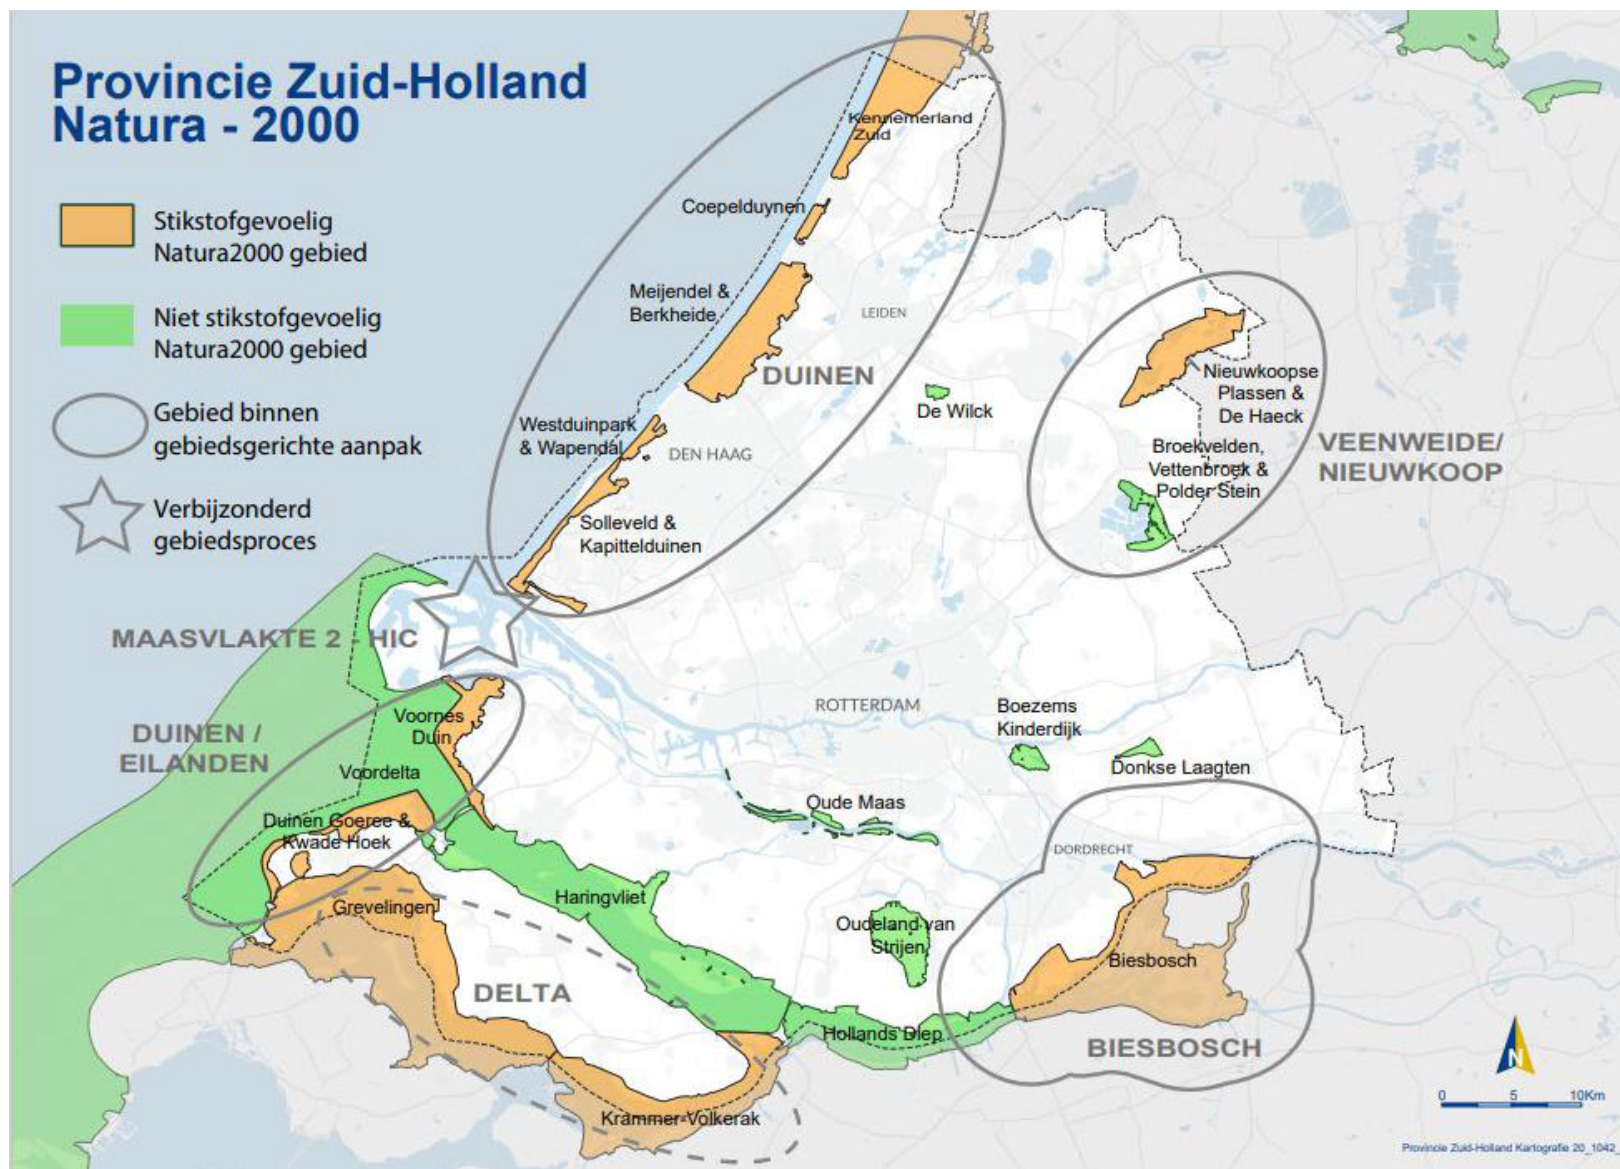 Provincie Zuid-Holland
Natura - 2000
Stikstofgevoelig
Natura2000 gebied
Niet stikstofgevoelig
Natura2000 gebied
Gebied binnen
gebiedsgerichte aanpak
Verbijzonderd
gebiedsproces
Kennemerland
Zuid
Coepelduynen
Meijendel &
Berkheide
LEIDEN
DUINEN
De Wilck
Westduinpark
& Wapendal
DEN HAAG
Solleveld &
Kapittelduinen
Nieuwkoopse
Plassen &
De Haeck
Broekvelden,
Vettenbroek &
Polder Stein
VEENWEIDE/
NIEUWKOOP
MAASVLAKTE 2 - HIC
DUINEN /
EILANDEN
Voornes
Duin
Voordelta
Duinen Goeree &
Kwade Hoek
ROTTERDAM
Boezems
Kinderdijk
Donkse Laagten
Oude Maas
DORDRECHT
Grevelingen
Haringvliet
Oudeland van
Strijen
Biesbosch
DELTA
Hollands Diep
BIESBOSCH
Krammer-Volkerak
N
0 5 10Km
Provincie Zuid-Holland Kartografie 20_1042_